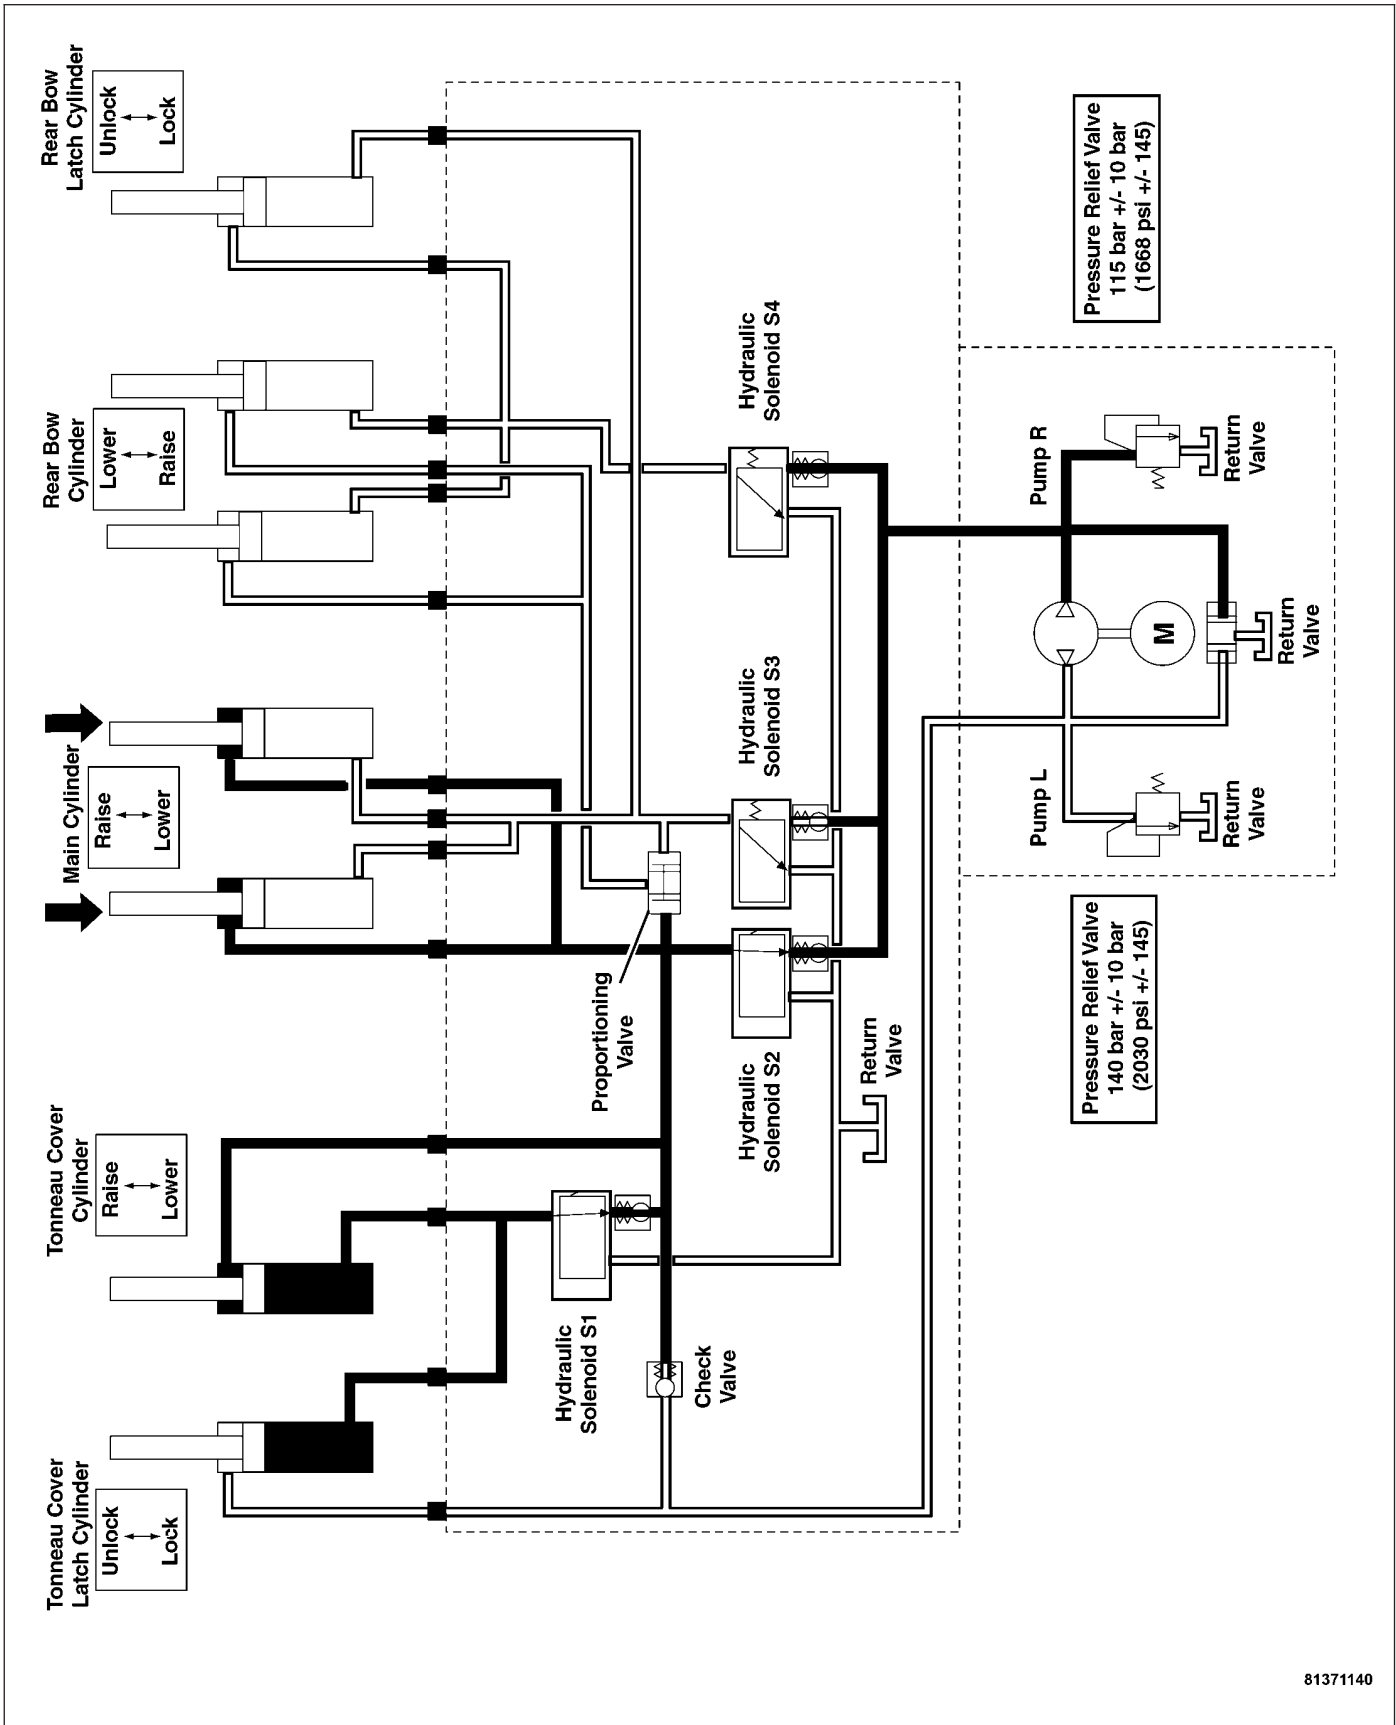 Tonneau Cover
Latch Cylinder
Unlock
Lock
Tonneau Cover
Cylinder
Raise
Lower
Main Cylinder
Raise
Lower
Rear Bow
Cylinder
Lower
Raise
Rear Bow
Latch Cylinder
Unlock
Lock
Hydraulic
Solenoid S1
Proportioning
Valve
Check
Valve
Hydraulic
Solenoid S2
Hydraulic
Solenoid S3
Hydraulic
Solenoid S4
Return
Valve
Pump L
Pump R
M
Return
Valve
Return
Valve
Return
Valve
Pressure Relief Valve
140 bar +/- 10 bar
(2030 psi +/- 145)
Pressure Relief Valve
115 bar +/- 10 bar
(1668 psi +/- 145)
81371140